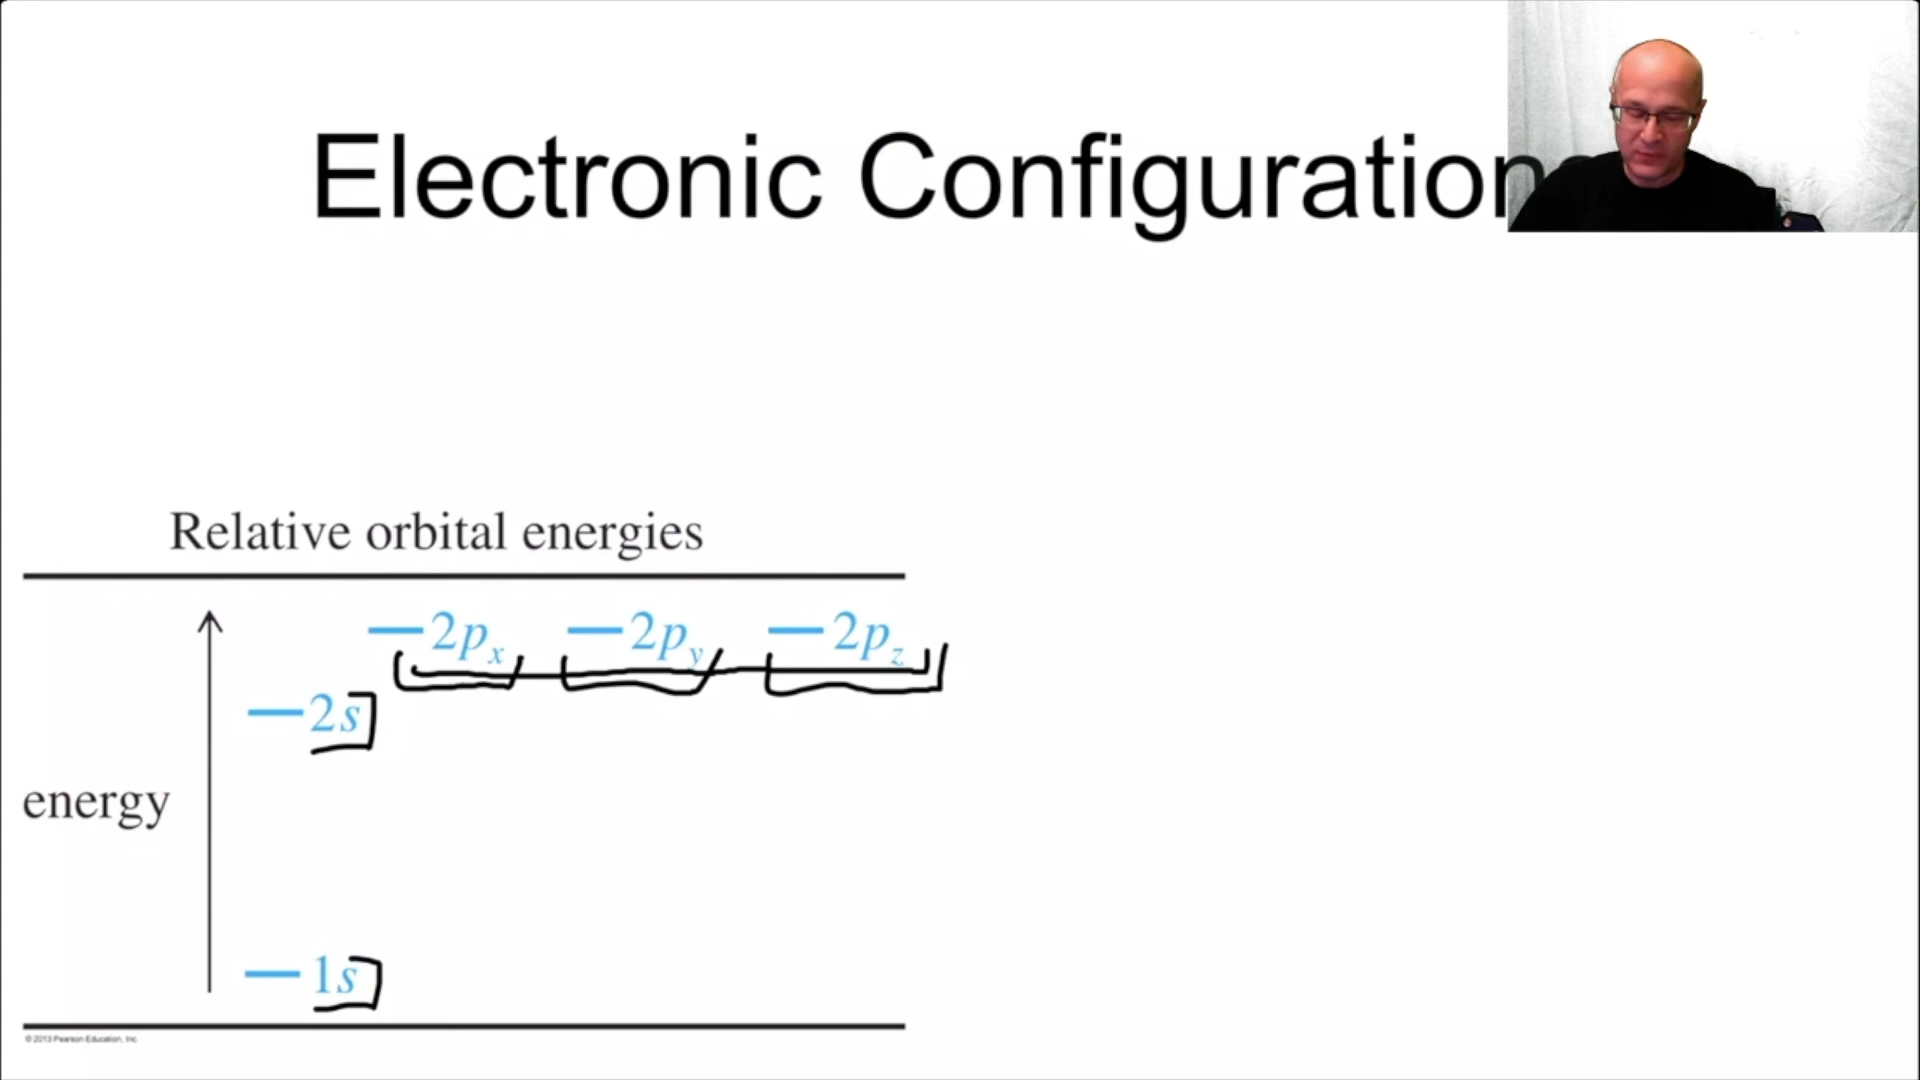 Electronic Configuration
Relative orbital energies
2px 2py 2pz
2s
energy
1s
© 2013 Pearson Education, Inc.